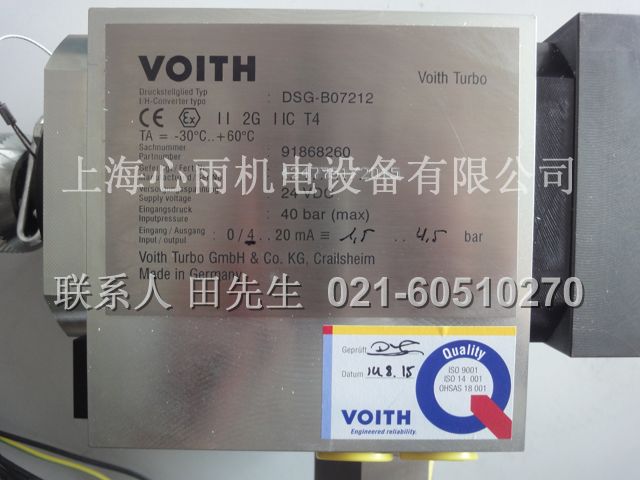 VOITH
Voith Turbo
Druckstellglied Typ
I/H-Converter typo : DSG-B07212
CE Ex II 2G IIC T4
TA = -30°C..+60°C
Sachnummer
Partnumber : 91868260
上海心雨机电设备有限公司
Supply voltage : 24 VDC
Eingangsdruck
Inputpressure : 40 bar (max)
Eingang / Ausgang
Input / output : 0/4..20 mA ≡ 1,5 .. 4,5 bar
Voith Turbo GmbH & Co. KG, Crailsheim
Made in Germany
联系人 田先生 021-60510270
Geprüft
Datum 14.8.15
VOITH
Engineered reliability.
Quality
ISO 9001
ISO 14 001
OHSAS 18 001